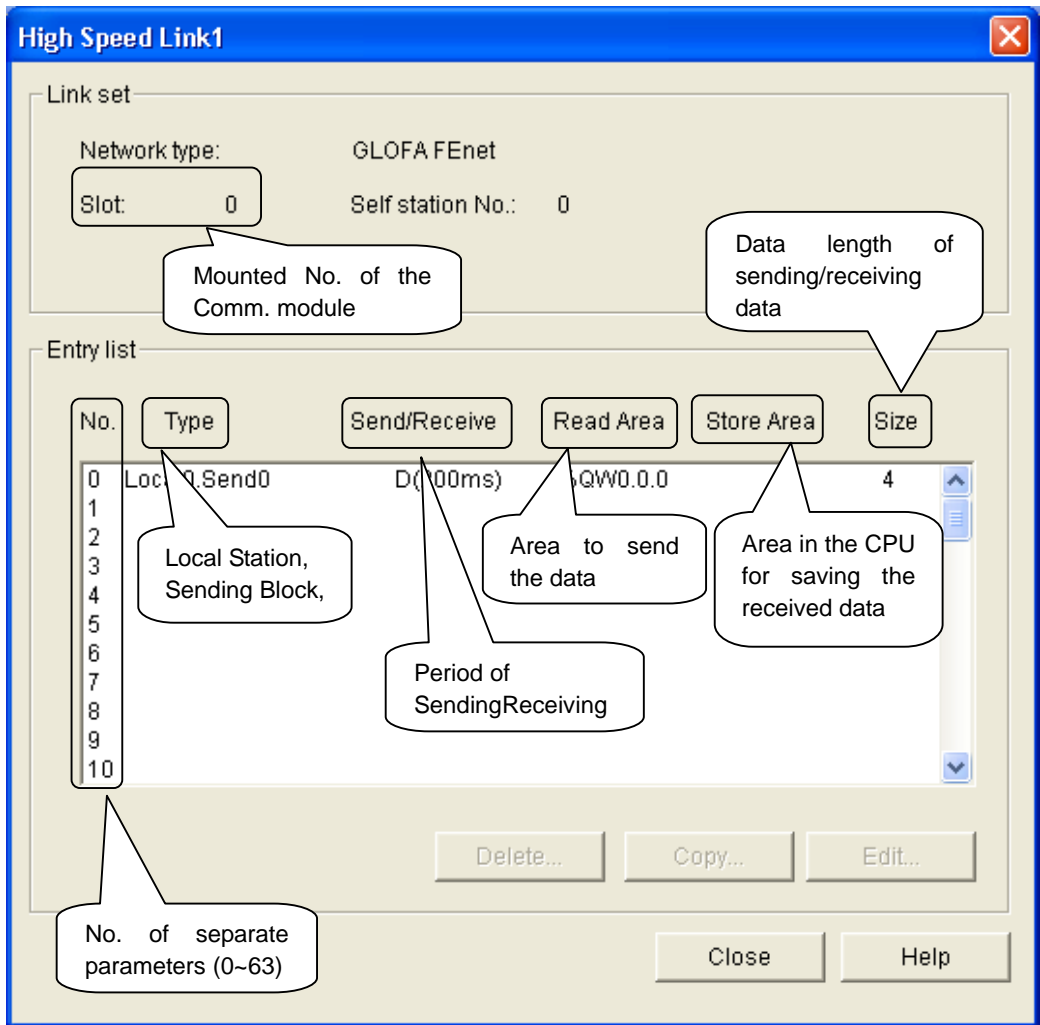 High Speed Link1
Link set
Network type: GLOFA FEnet
Slot: 0 Self station No.: 0
Mounted No. of the
Comm. module
Data length of
sending/receiving
data
Entry list
No. Type Send/Receive Read Area Store Area Size
0 Send0 QW0.0.0 4
1
2
3
4
5
6
7
8
9
10
Local Station,
Sending Block,
Area to send
the data
Area in the CPU
for saving the
received data
Period of
SendingReceiving
Delete... Copy... Edit...
No. of separate
parameters (0~63)
Close Help